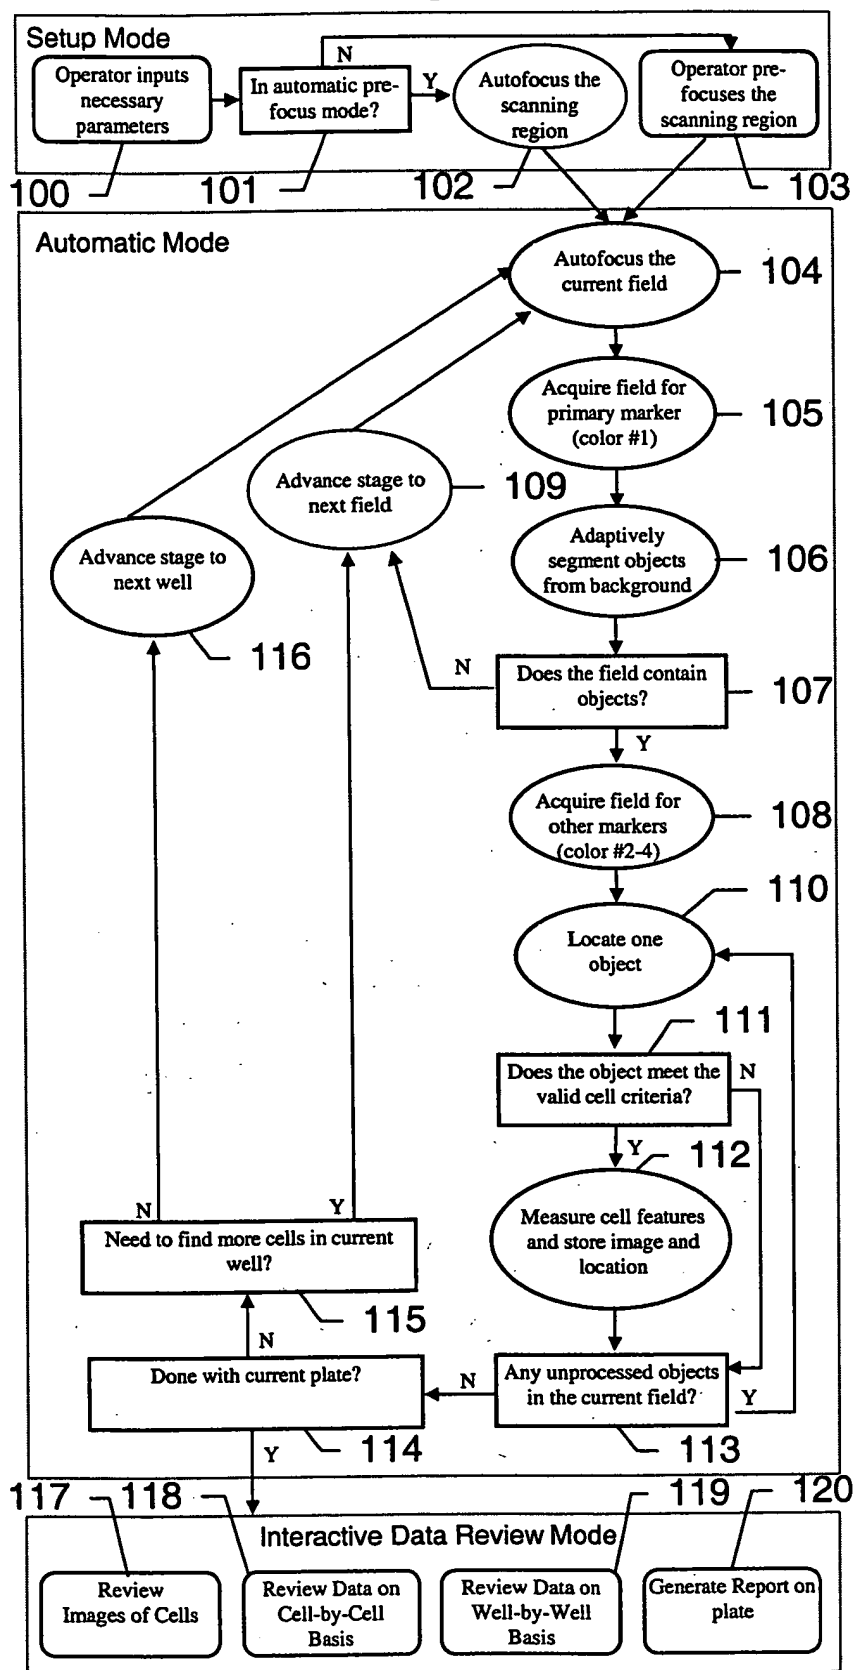 Setup Mode
Operator inputs
necessary
parameters
In automatic pre-
focus mode?
N
Y
Autofocus the
scanning
region
Operator pre-
focuses the
scanning region
100
101
102
103
Automatic Mode
Autofocus the
current field
104
Acquire field for
primary marker
(color #1)
105
Advance stage to
next field
109
Adaptively
segment objects
from background
106
Advance stage to
next well
116
N
Does the field contain
objects?
107
Y
Acquire field for
other markers
(color #2-4)
108
110
Locate one
object
111
Does the object meet the
valid cell criteria?
N
Y
112
Measure cell features
and store image and
location
N
Y
Need to find more cells in current
well?
115
N
Done with current plate?
N
Any unprocessed objects
in the current field?
Y
Y
114
113
117
118
119
120
Interactive Data Review Mode
Review
Images of Cells
Review Data on
Cell-by-Cell
Basis
Review Data on
Well-by-Well
Basis
Generate Report on
plate